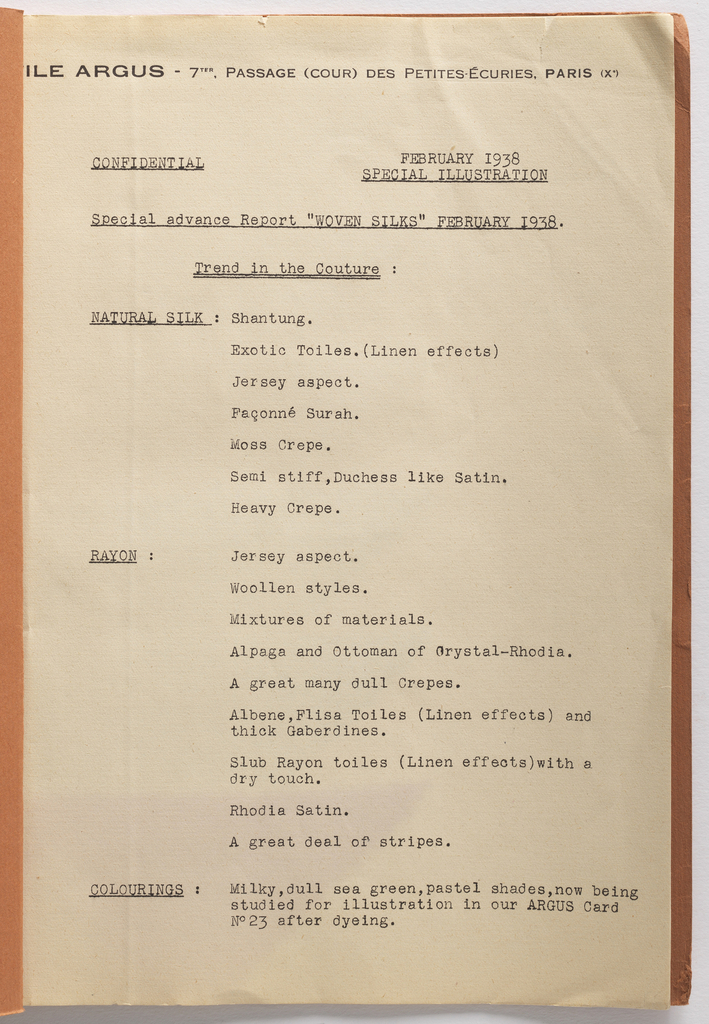 ILE ARGUS - 7TER, PASSAGE (COUR) DES PETITES-ÉCURIES, PARIS (Xe)
CONFIDENTIAL
FEBRUARY 1938
SPECIAL ILLUSTRATION
Special advance Report "WOVEN SILKS" FEBRUARY 1938.
Trend in the Couture :
NATURAL SILK : Shantung.
Exotic Toiles.(Linen effects)
Jersey aspect.
Façonné Surah.
Moss Crepe.
Semi stiff,Duchess like Satin.
Heavy Crepe.
RAYON : Jersey aspect.
Woollen styles.
Mixtures of materials.
Alpaga and Ottoman of Crystal-Rhodia.
A great many dull Crepes.
Albene,Flisa Toiles (Linen effects) and
thick Gaberdines.
Slub Rayon toiles (Linen effects)with a
dry touch.
Rhodia Satin.
A great deal of stripes.
COLOURINGS : Milky,dull sea green,pastel shades,now being
studied for illustration in our ARGUS Card
Nº23 after dyeing.